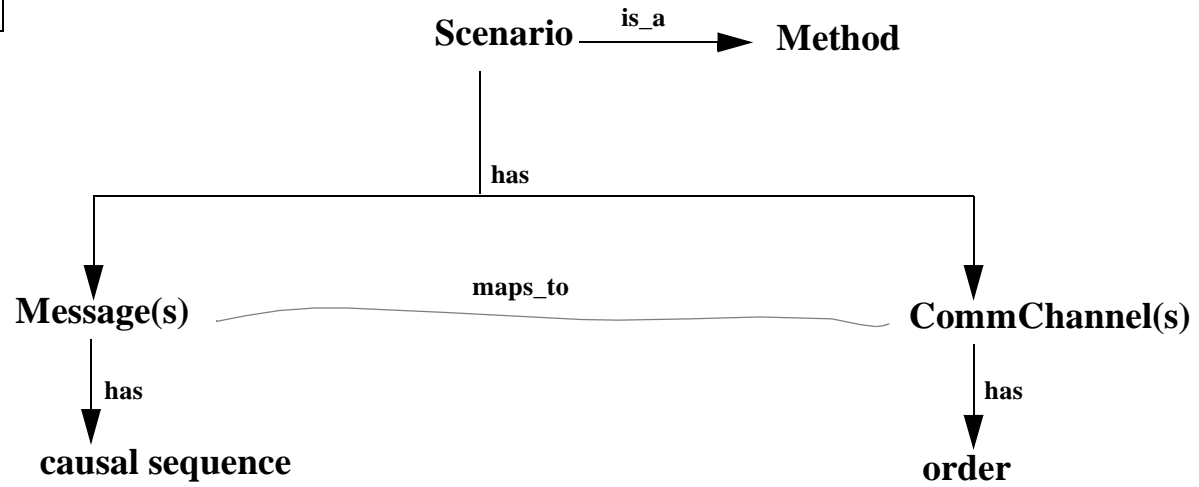 Scenario
is_a
Method
has
Message(s)
maps_to
CommChannel(s)
has
has
causal sequence
order